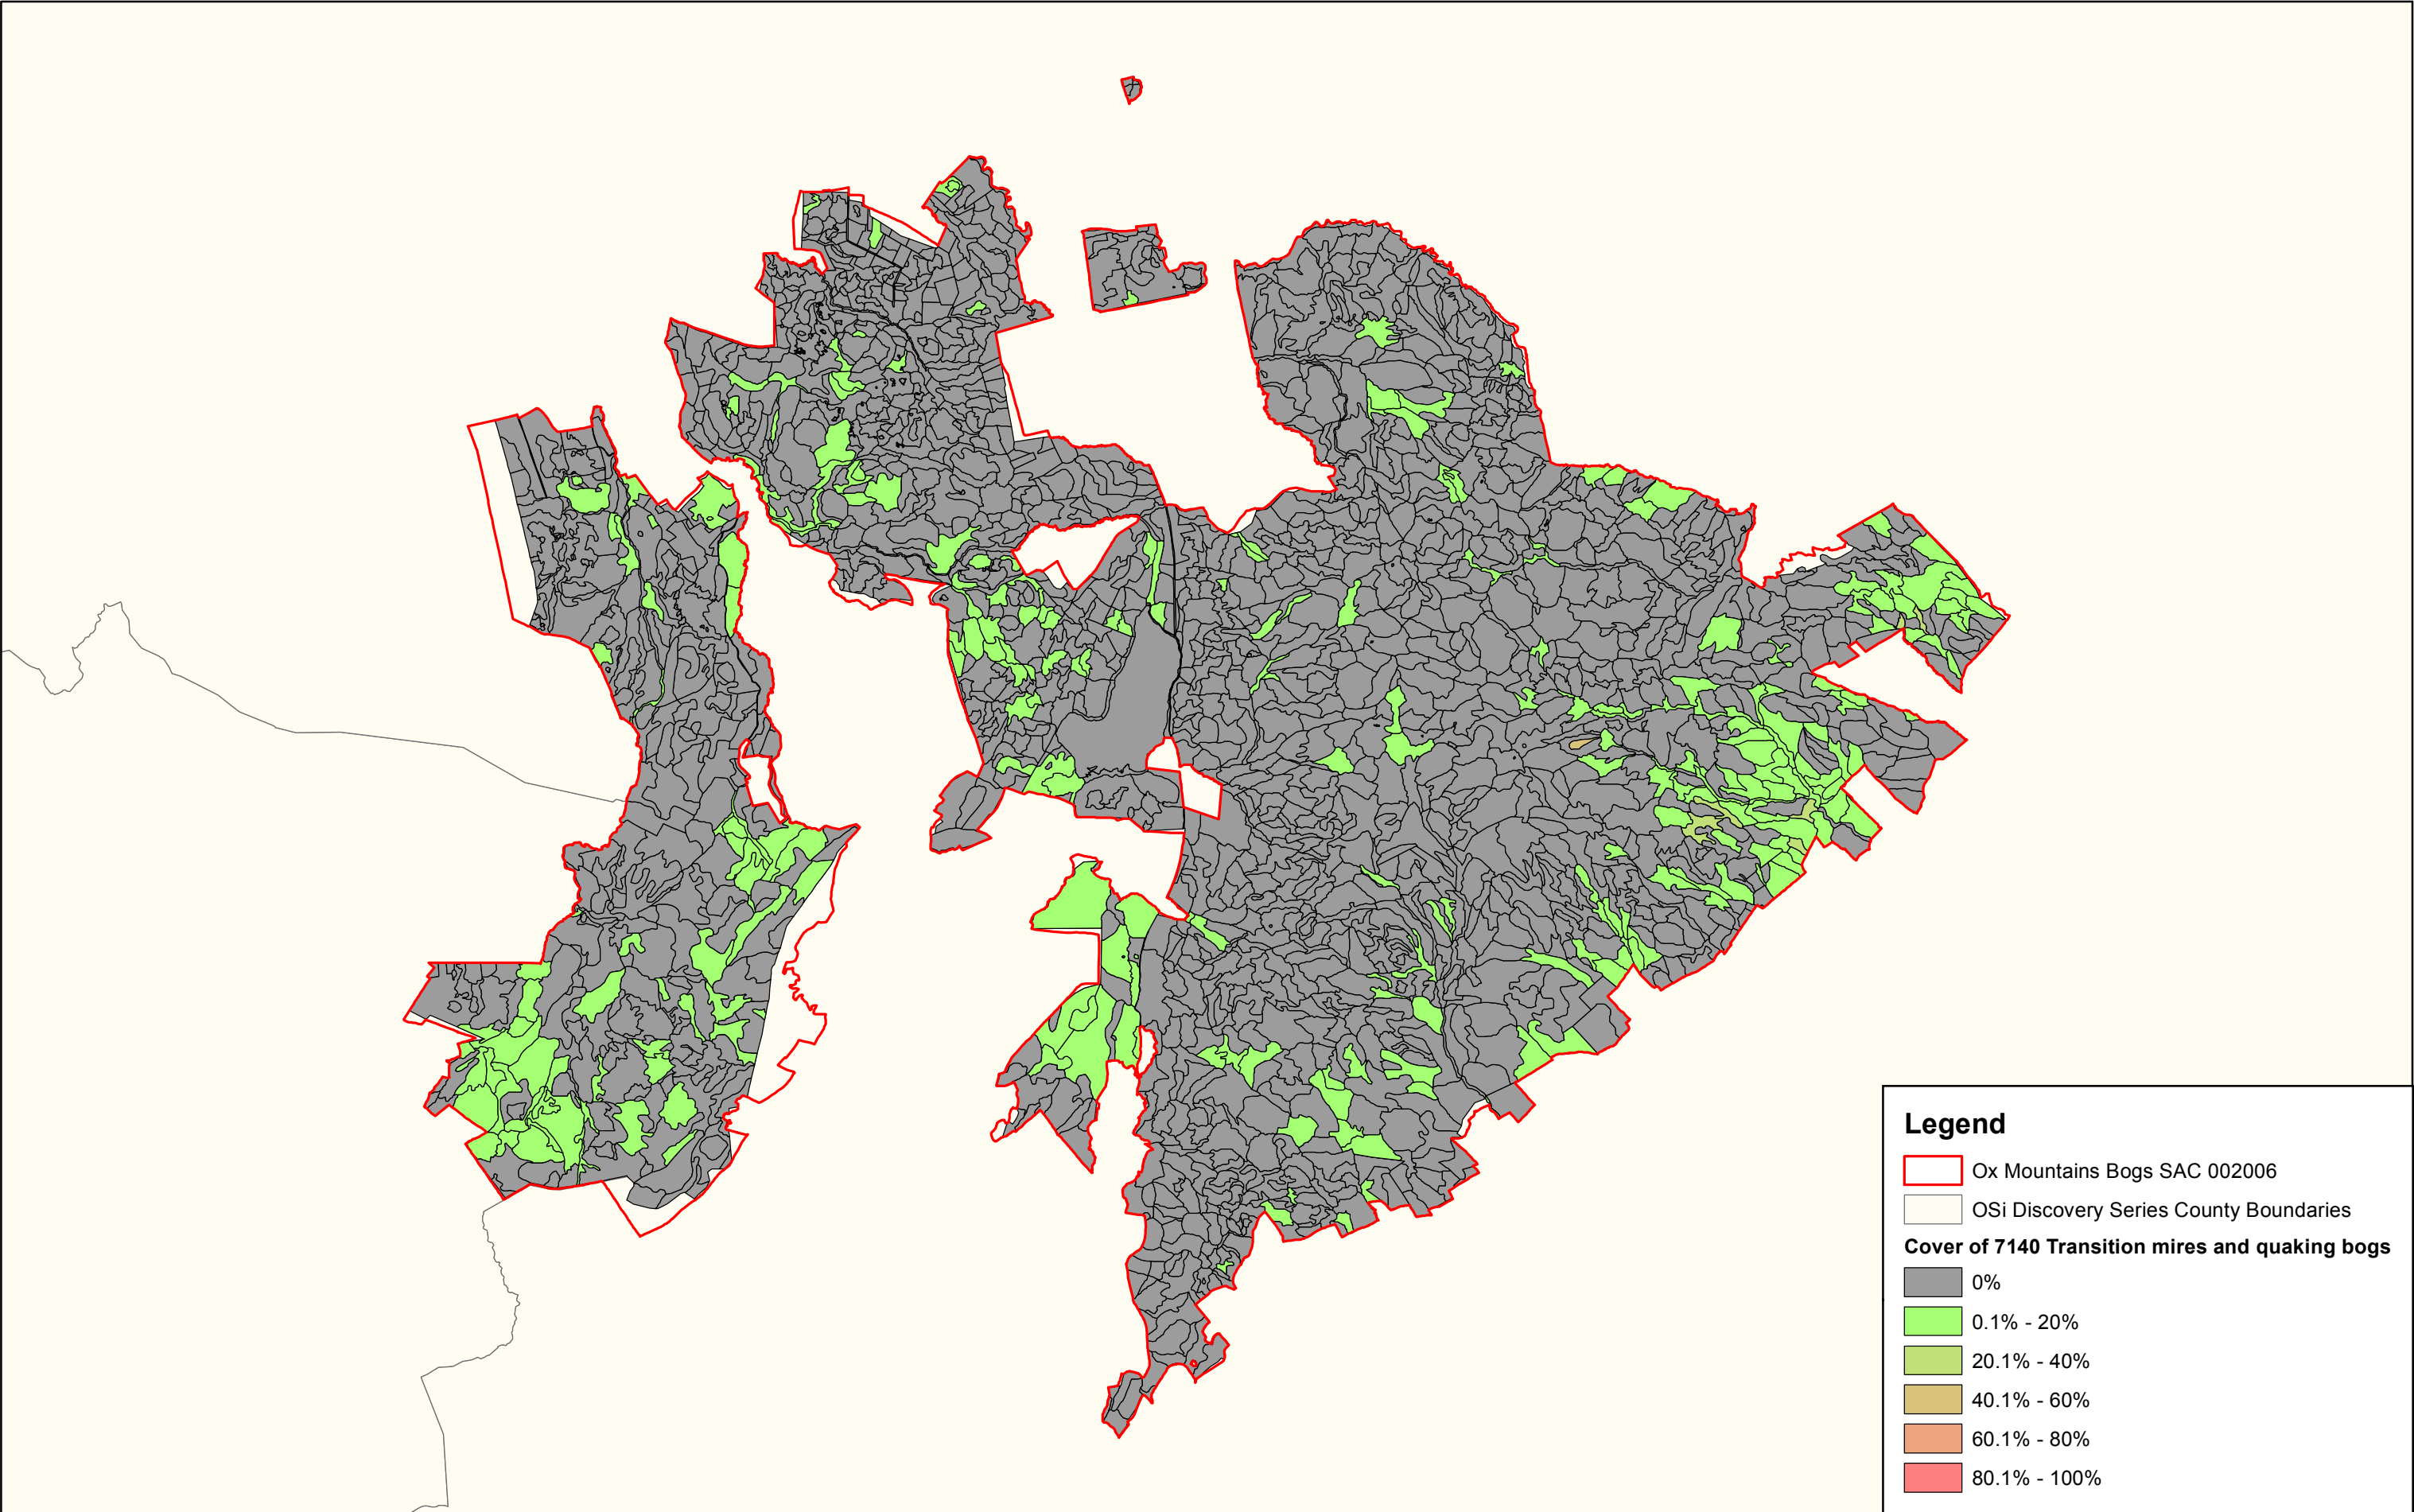 Legend
Ox Mountains Bogs SAC 002006
OSi Discovery Series County Boundaries
Cover of 7140 Transition mires and quaking bogs
0%
0.1% - 20%
20.1% - 40%
40.1% - 60%
60.1% - 80%
80.1% - 100%